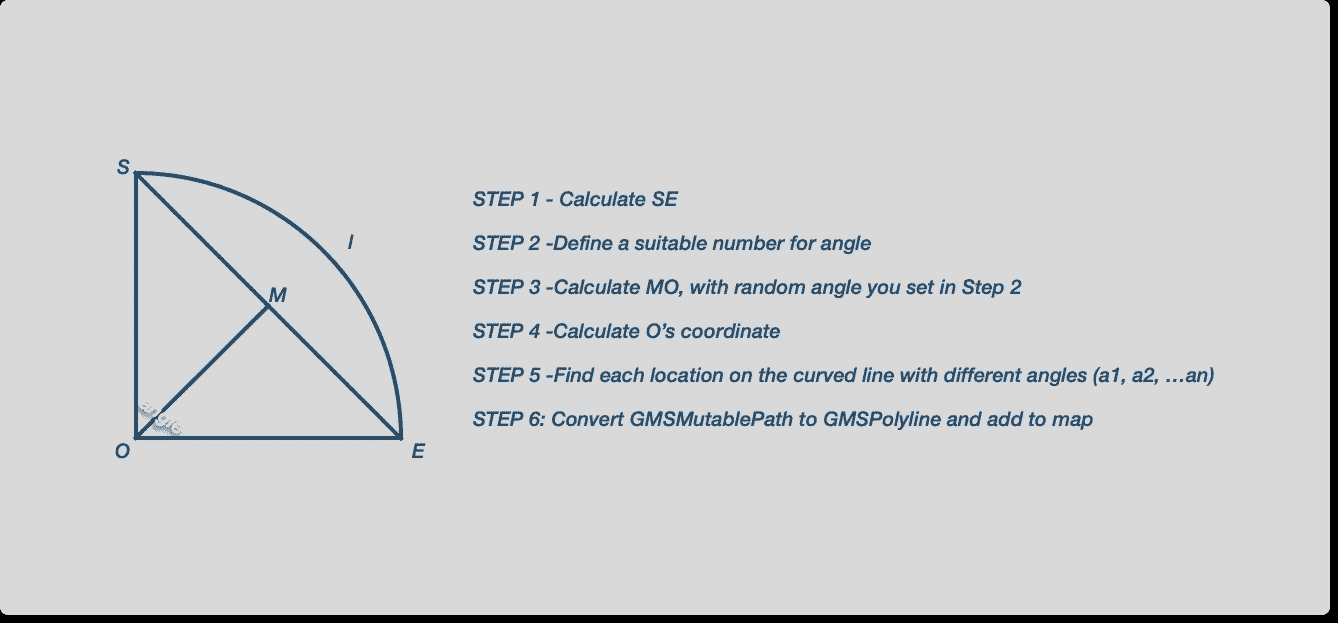 S
l
M
angle
O
E
STEP 1 - Calculate SE
STEP 2 -Define a suitable number for angle
STEP 3 -Calculate MO, with random angle you set in Step 2
STEP 4 -Calculate O’s coordinate
STEP 5 -Find each location on the curved line with different angles (a1, a2, …an)
STEP 6: Convert GMSMutablePath to GMSPolyline and add to map